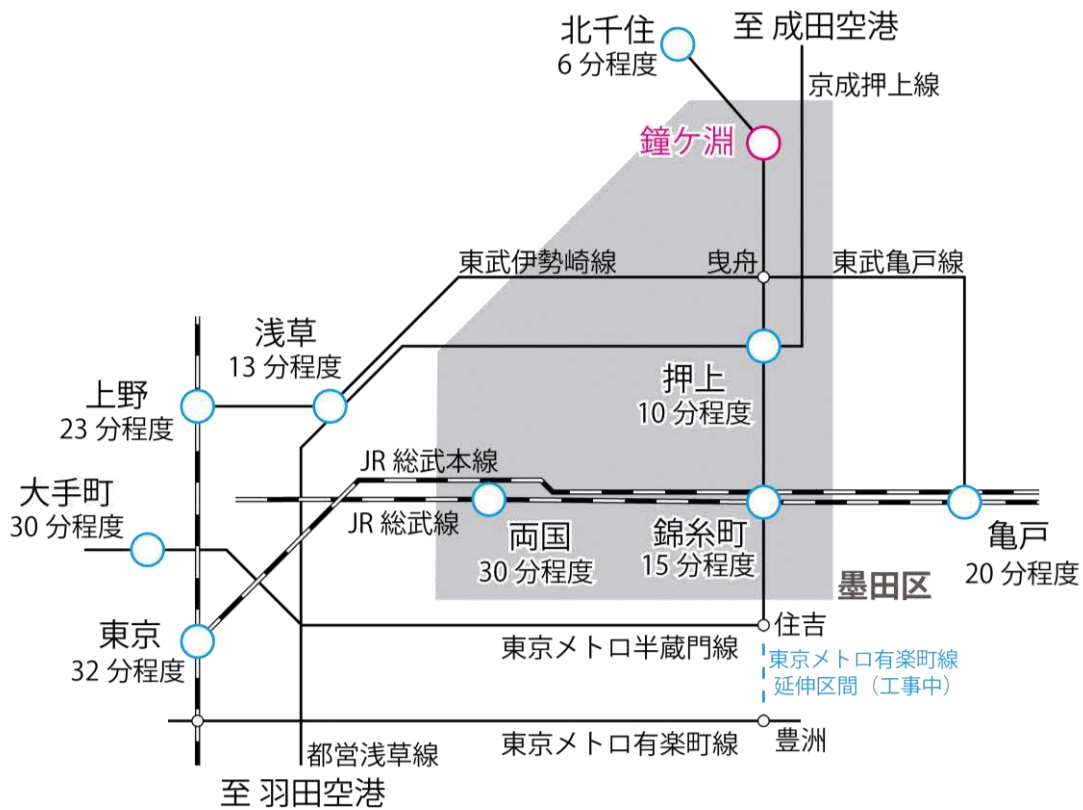 北千住
6 分程度
至 成田空港
京成押上線
鐘ケ淵
東武伊勢崎線
曳舟
東武亀戸線
浅草
13 分程度
上野
23 分程度
押上
10 分程度
JR 総武本線
大手町
30 分程度
JR 総武線
両国
30 分程度
錦糸町
15 分程度
亀戸
20 分程度
墨田区
東京
32 分程度
東京メトロ半蔵門線
住吉
東京メトロ有楽町線
延伸区間（工事中）
都営浅草線
東京メトロ有楽町線
豊洲
至 羽田空港